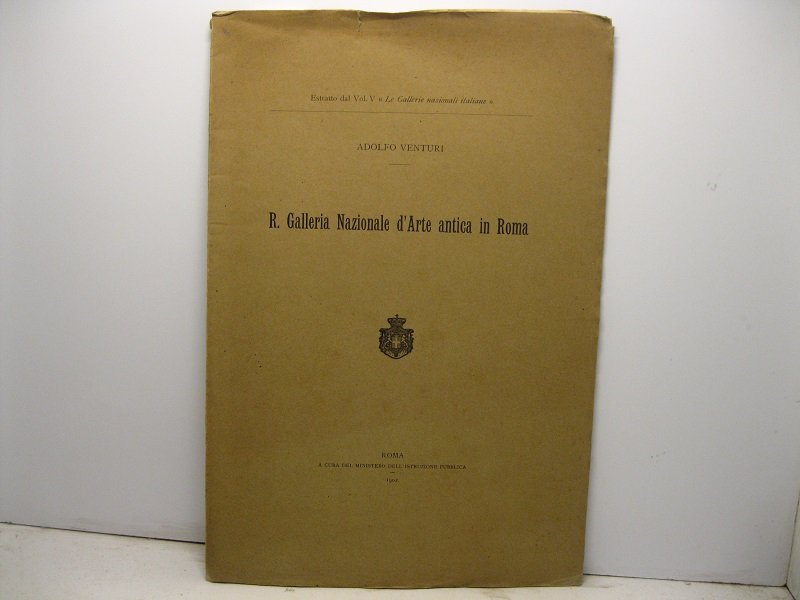 Estratto dal Vol. V « Le Gallerie nazionali italiane »
ADOLFO VENTURI
R. Galleria Nazionale d'Arte antica in Roma
ROMA
A CURA DEL MINISTERO DELL'ISTRUZIONE PUBBLICA
1902